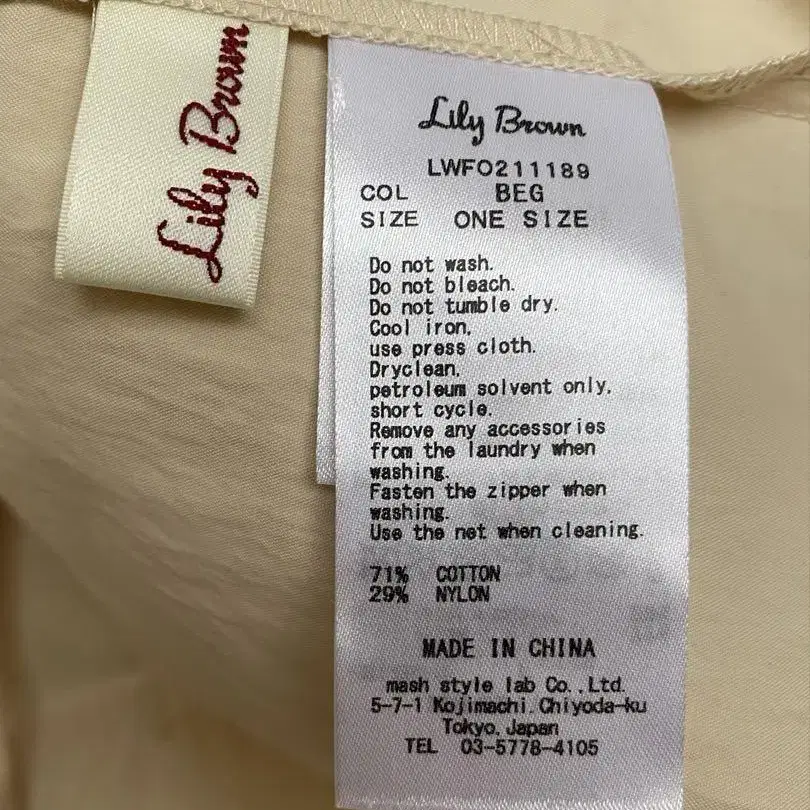 Lily Brown
Lily Brown
LWFO211189
COL BEG
SIZE ONE SIZE
Do not wash.
Do not bleach.
Do not tumble dry.
Cool iron,
use press cloth.
Dryclean,
petroleum solvent only,
short cycle.
Remove any accessories
from the laundry when
washing.
Fasten the zipper when
washing.
Use the net when cleaning.
71% COTTON
29% NYLON
MADE IN CHINA
mash style lab Co.,Ltd.
5-7-1 Kojimachi,Chiyoda-ku
Tokyo,Japan
TEL 03-5778-4105